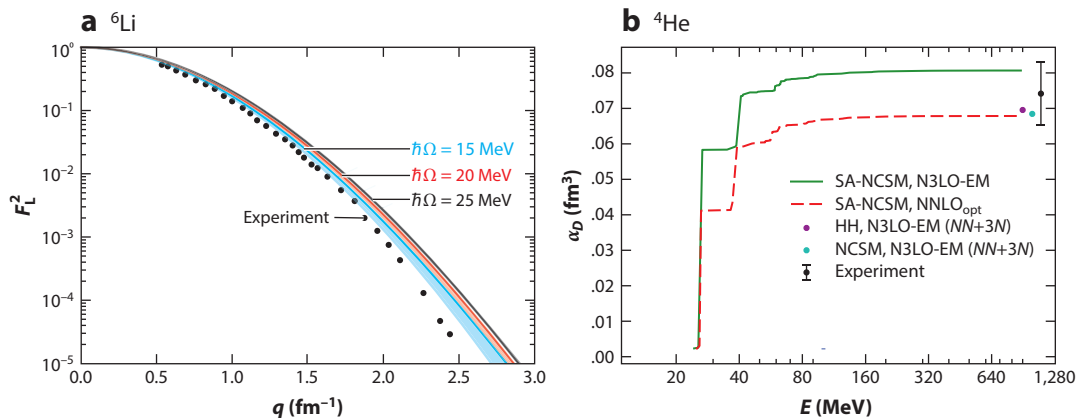 a ⁶Li
10⁰
10⁻¹
10⁻²
10⁻³
10⁻⁴
10⁻⁵
F²L
ħΩ = 15 MeV
ħΩ = 20 MeV
ħΩ = 25 MeV
Experiment
0.0 0.5 1.0 1.5 2.0 2.5 3.0
q (fm⁻¹)
b ⁴He
.08
.07
.06
.05
.04
.03
.02
.01
.00
αD (fm³)
SA-NCSM, N3LO-EM
SA-NCSM, NNLOopt
HH, N3LO-EM (NN+3N)
NCSM, N3LO-EM (NN+3N)
Experiment
20 40 80 160 320 640 1,280
E (MeV)